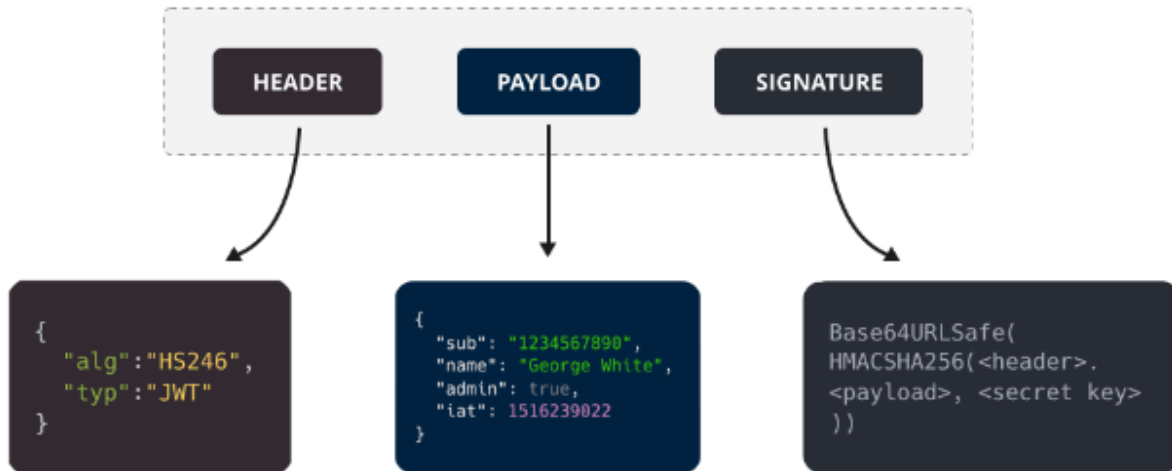 HEADER
PAYLOAD
SIGNATURE
{
"alg":"HS246",
"typ":"JWT"
}
{
"sub": "1234567890",
"name": "George White",
"admin": true,
"iat": 1516239022
}
Base64URLSafe(
HMACSHA256(<header>.
<payload>, <secret key>
))